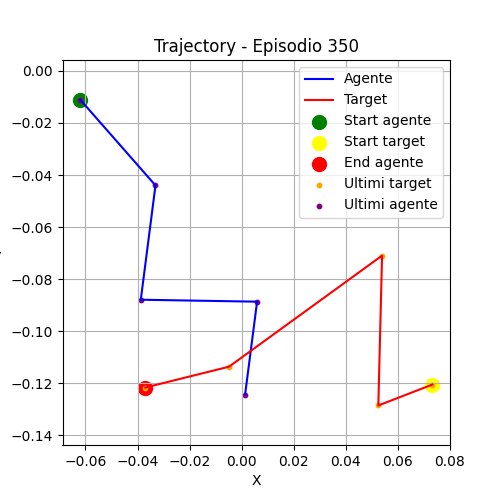 Trajectory - Episodio 350
0.00
−0.02
−0.04
−0.06
−0.08
−0.10
−0.12
−0.14
−0.06
−0.04
−0.02
0.00
0.02
0.04
0.06
0.08
X
Agente
Target
Start agente
Start target
End agente
Ultimi target
Ultimi agente